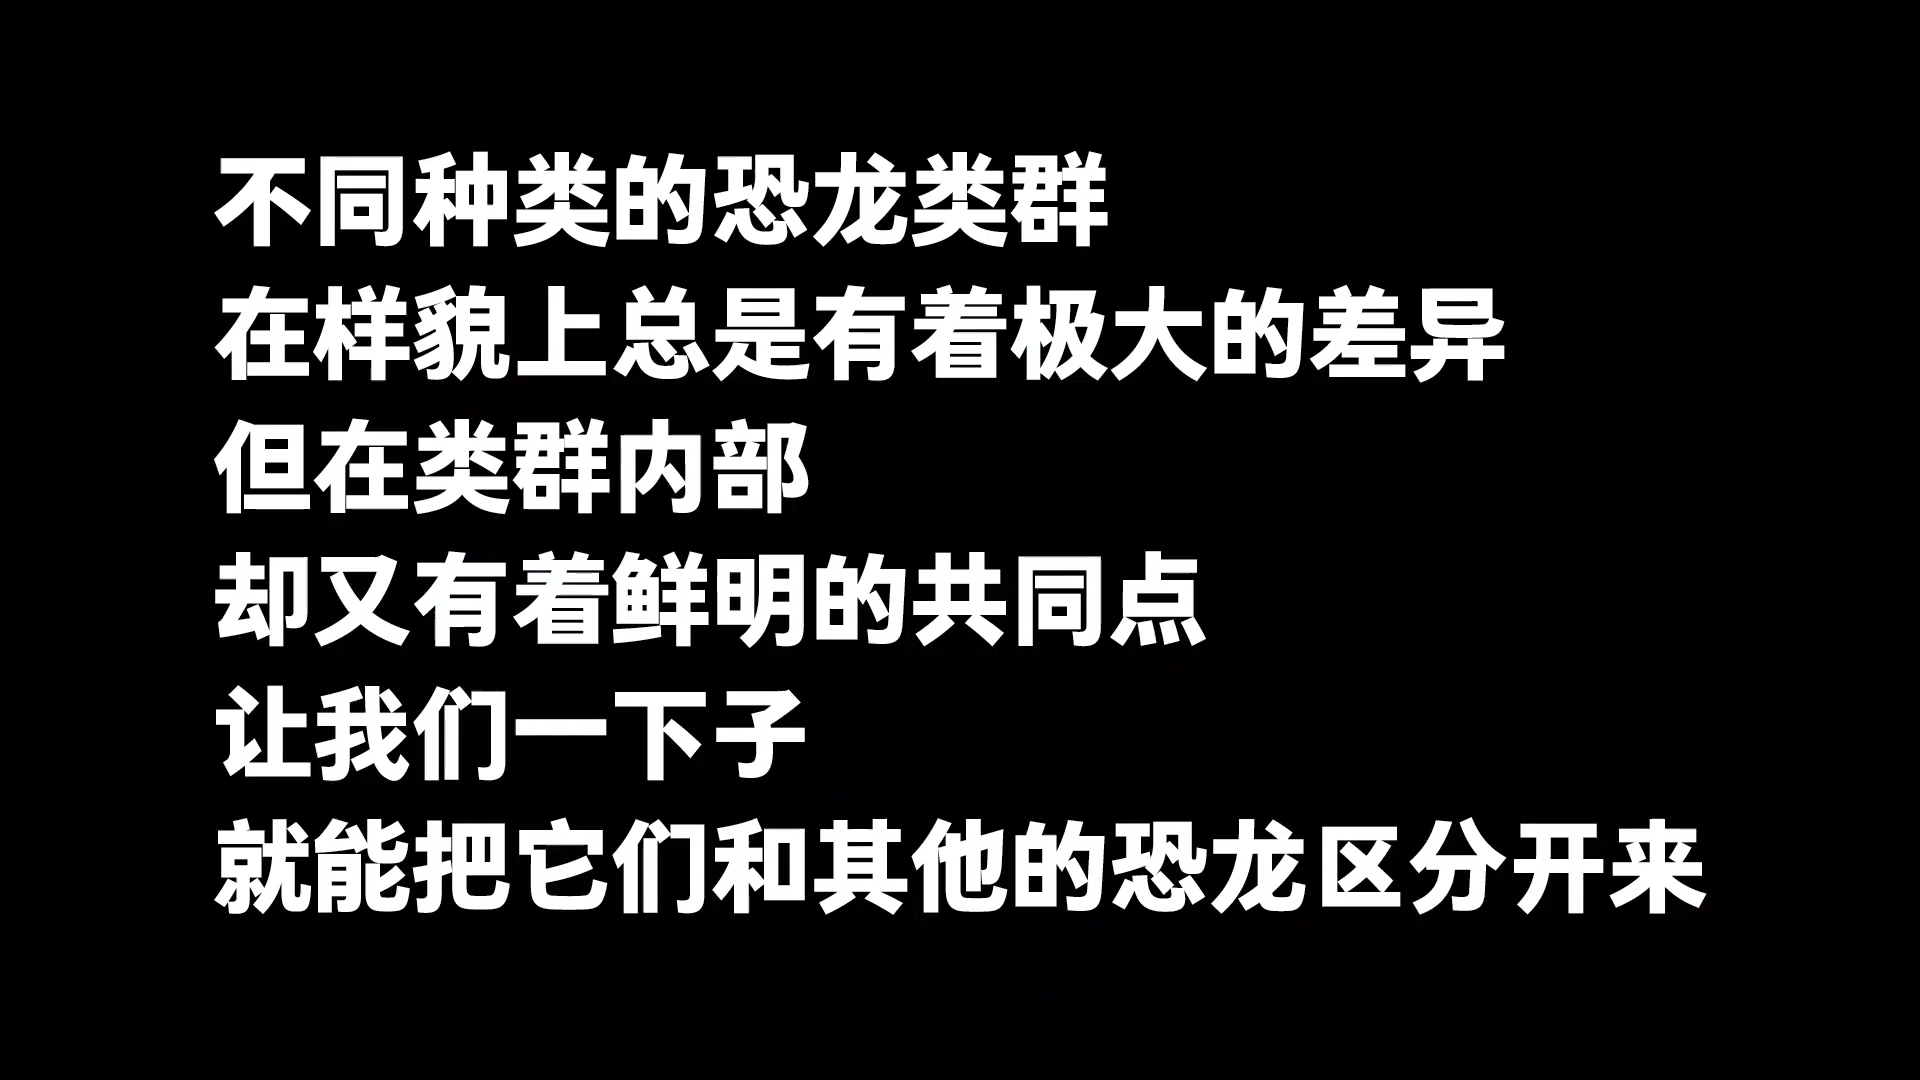 不同种类的恐龙类群
在样貌上总是有着极大的差异
但在类群内部
却又有着鲜明的共同点
让我们一下子
就能把它们和其他的恐龙区分开来